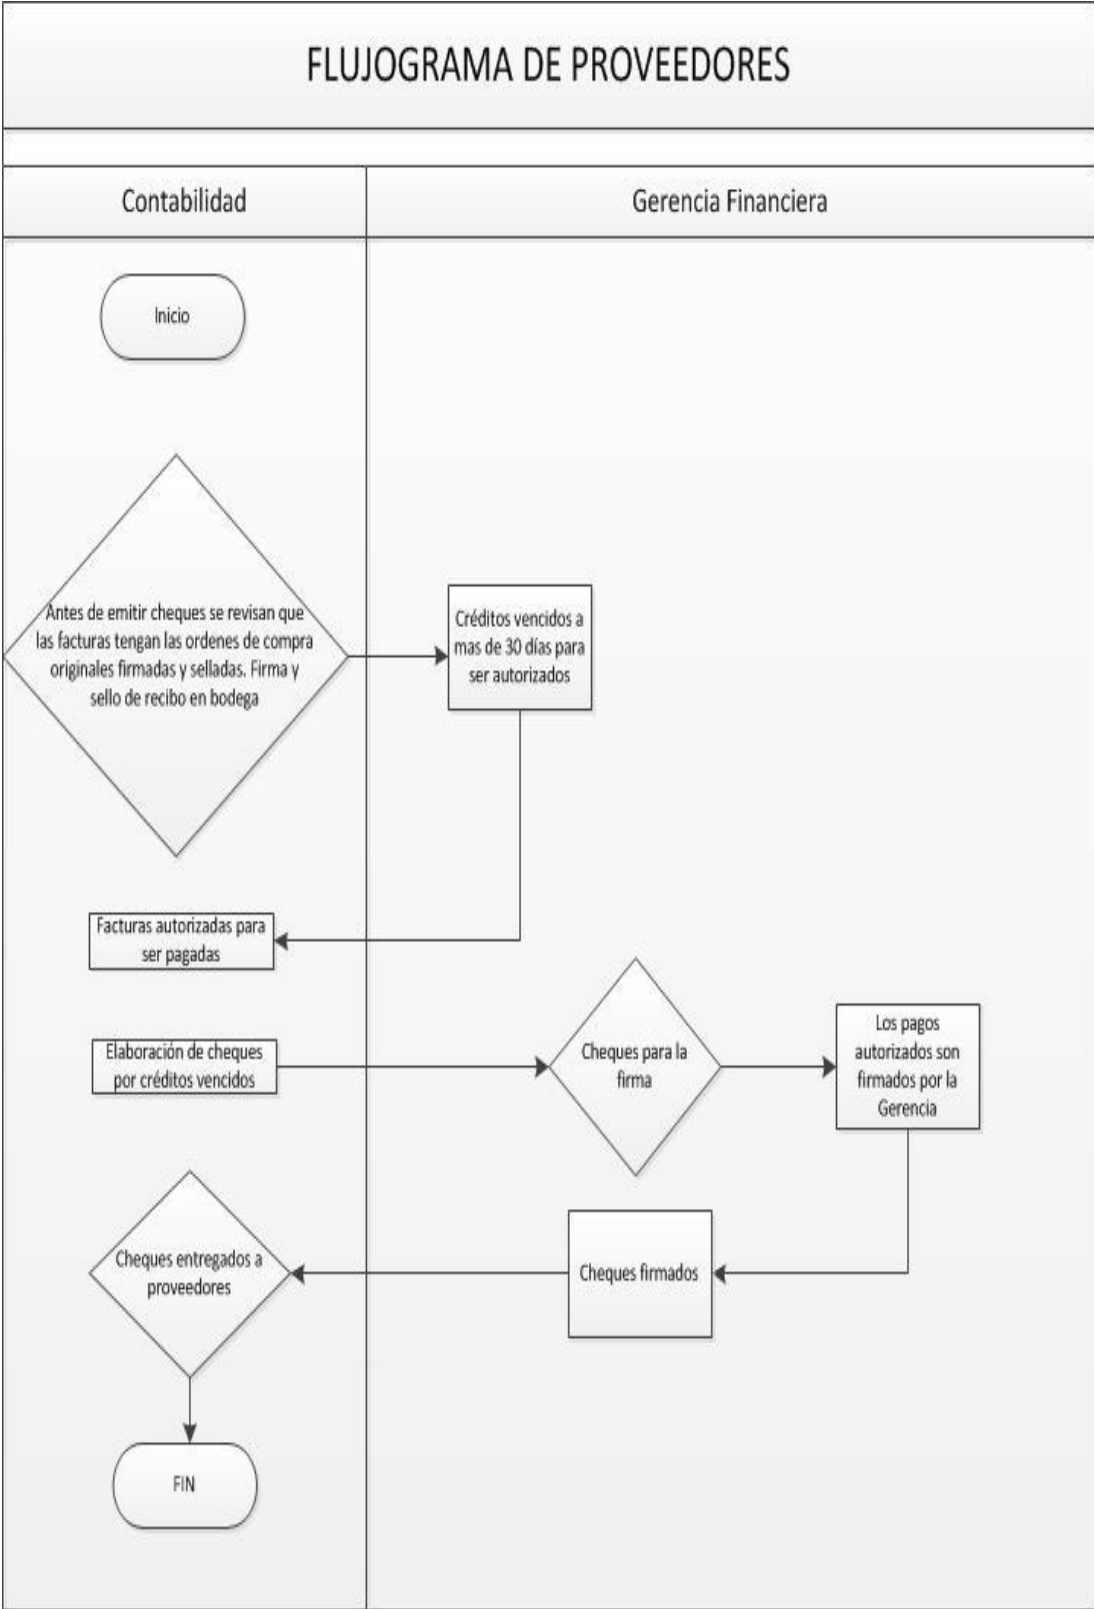 FLUJOGRAMA DE PROVEEDORES
Contabilidad
Gerencia Financiera
Inicio
Antes de emitir cheques se revisan que
las facturas tengan las ordenes de compra
originales firmadas y selladas. Firma y
sello de recibo en bodega
Créditos vencidos a
mas de 30 días para
ser autorizados
Facturas autorizadas para
ser pagadas
Elaboración de cheques
por créditos vencidos
Cheques para la
firma
Los pagos
autorizados son
firmados por la
Gerencia
Cheques firmados
Cheques entregados a
proveedores
FIN